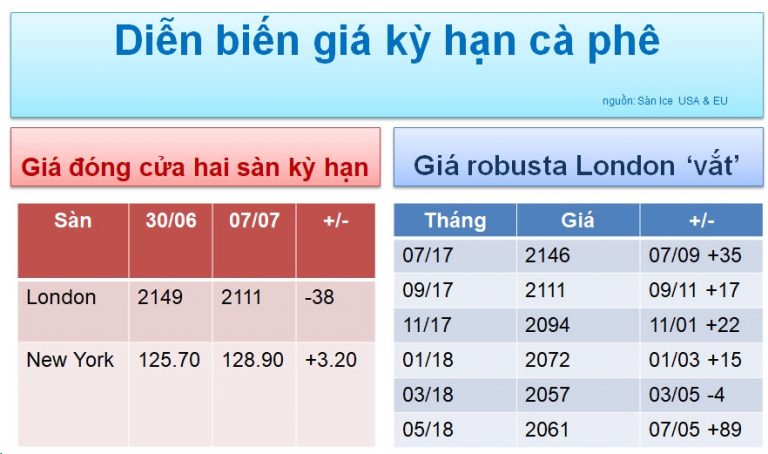 Diễn biến giá kỳ hạn cà phê
nguồn: Sàn Ice USA & EU
Giá đóng cửa hai sàn kỳ hạn
Sàn 30/06 07/07 +/-
London 2149 2111 -38
New York 125.70 128.90 +3.20
Giá robusta London ‘vắt’
Tháng Giá +/-
07/17 2146 07/09 +35
09/17 2111 09/11 +17
11/17 2094 11/01 +22
01/18 2072 01/03 +15
03/18 2057 03/05 -4
05/18 2061 07/05 +89